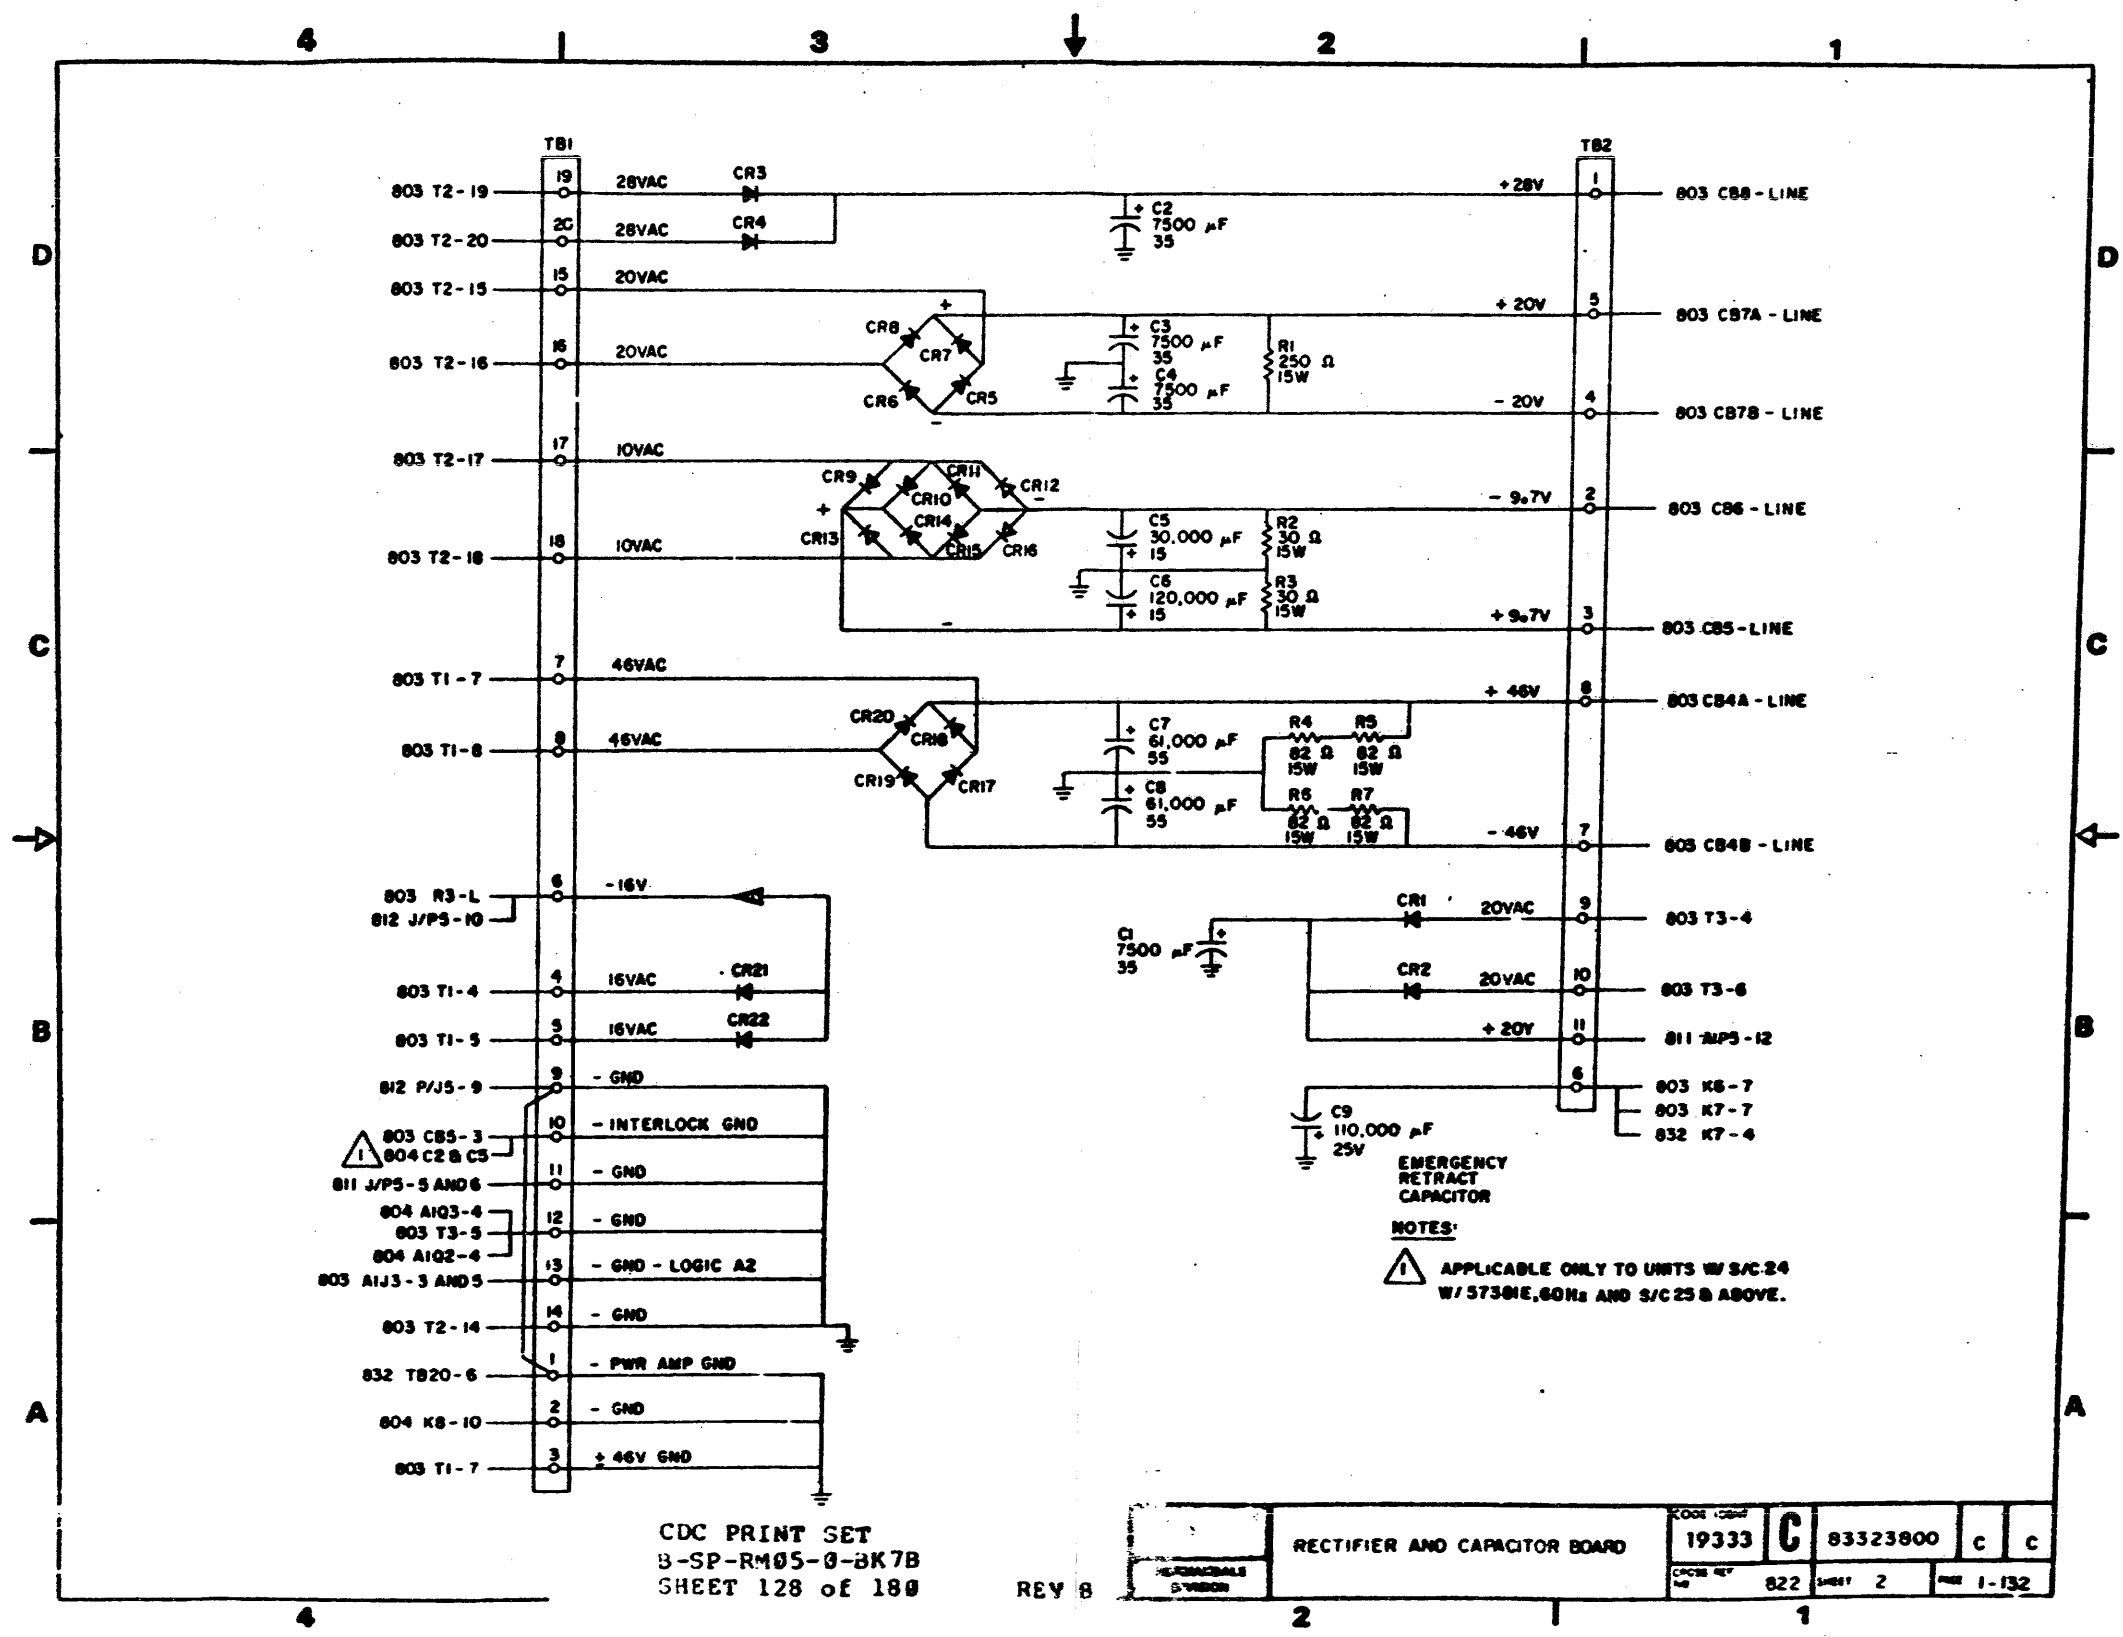 4 3 2 1
TB1
TB2
803 T2-19 19 28VAC CR3 +28V 1 803 CB8-LINE
C2
7500 µF
35
803 T2-20 20 28VAC CR4
D D
803 T2-15 15 20VAC
+
+ 20V 5 803 CB7A-LINE
CR8
CR7
C3
7500 µF
35
R1
250 Ω
15W
803 T2-16 16 20VAC
C4
7500 µF
35
CR6 CR5
-
- 20V 4 803 CB7B-LINE
803 T2-17 17 10VAC
CR9 CR11
CR10 CR12
+ -
- 9.7V 2 803 CB6-LINE
CR14
CR13 CR15 CR16
C5
30,000 µF
15
R2
30 Ω
15W
803 T2-18 18 10VAC
C6
120,000 µF
15
R3
30 Ω
15W
-
+ 9.7V 3 803 CB5-LINE
C C
803 T1-7 7 46VAC
+ 46V 8 803 CB4A-LINE
CR20
CR18
C7
61,000 µF
55
R4 R5
82 Ω 82 Ω
15W 15W
803 T1-8 8 46VAC
CR19 CR17
C8
61,000 µF
55
R6 R7
82 Ω 82 Ω
15W 15W
- 46V 7 803 CB4B-LINE
803 R3-L 6 -16V
812 J/P5-10
CR1 20VAC 9 803 T3-4
C1
7500 µF
35
803 T1-4 4 16VAC CR21
CR2 20VAC 10 803 T3-6
B B
803 T1-5 5 16VAC CR22
+ 20V 11 811 A1P5-12
812 P/J5-9 9 - GND
6 803 K6-7
803 K7-7
832 K7-4
C9
110,000 µF
25V
EMERGENCY
RETRACT
CAPACITOR
803 CB5-3 10 - INTERLOCK GND
1 804 C2 & C5
811 J/P5-5 AND 6 11 - GND
804 A1Q3-4
803 T3-5 12 - GND
804 A1Q2-4
803 A1J3-3 AND 5 13 - GND - LOGIC A2
803 T2-14 14 - GND
832 TB20-6 1 - PWR AMP GND
A A
804 K8-10 2 - GND
803 T1-7 3 ± 46V GND
NOTES:
1 APPLICABLE ONLY TO UNITS W/ S/C 24
W/ 57381E, 60Hz AND S/C 25 & ABOVE.
CDC PRINT SET
B-SP-RM05-0-BK7B
SHEET 128 of 180
REV B
DIVISION
RECTIFIER AND CAPACITOR BOARD
CODE IDENT
19333 C 83323800 C C
CROSS REF
NO 822 SHEET 2 PAGE 1-132
4 2 1